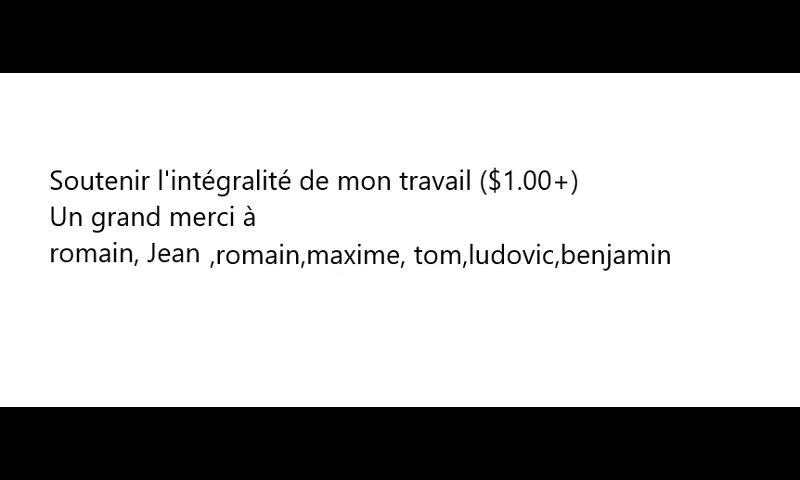 Soutenir l'intégralité de mon travail ($1.00+)
Un grand merci à
romain, Jean ,romain,maxime, tom,ludovic,benjamin